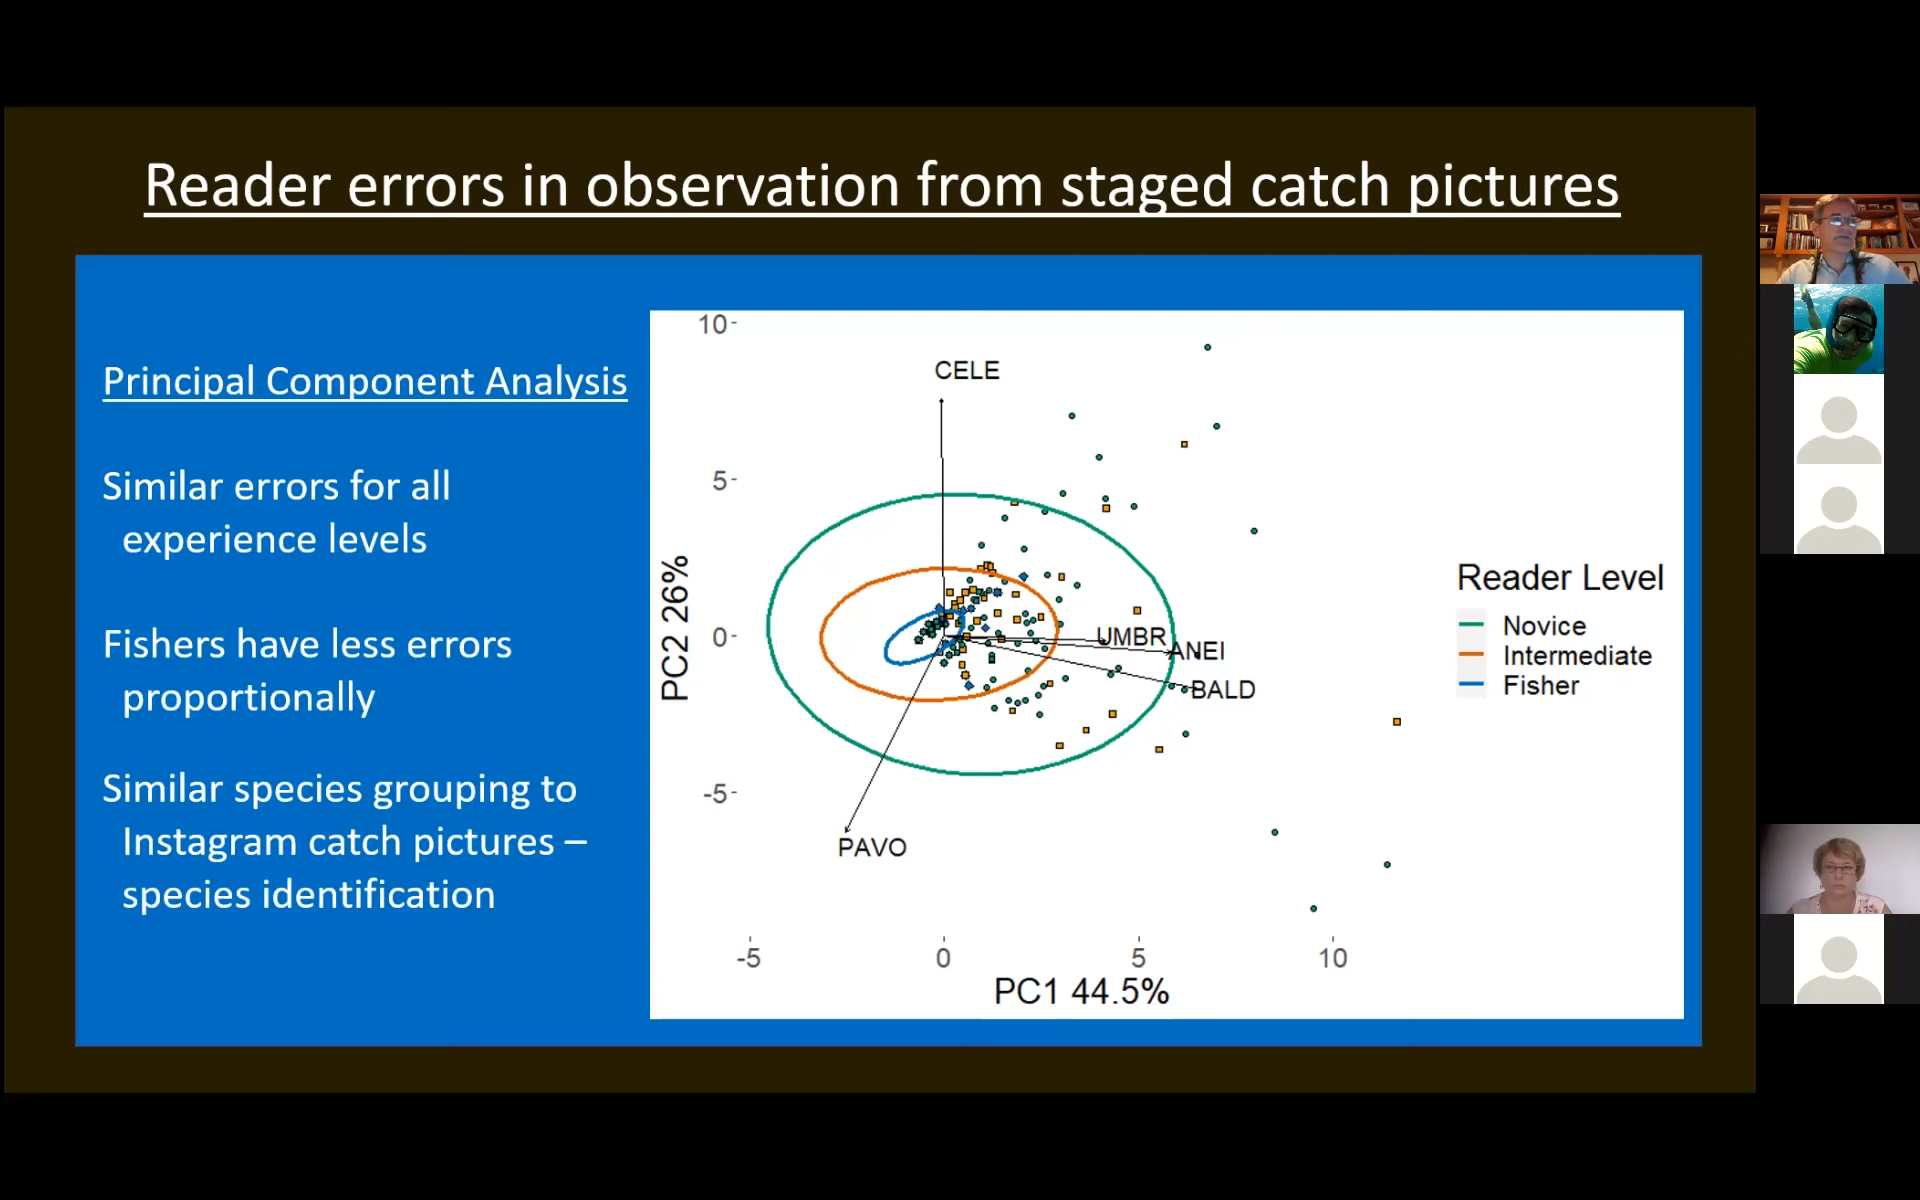 Reader errors in observation from staged catch pictures
Principal Component Analysis
Similar errors for all
experience levels
Fishers have less errors
proportionally
Similar species grouping to
Instagram catch pictures –
species identification
10
5
0
-5
PC2 26%
CELE
UMBR
ANEI
BALD
PAVO
-5 0 5 10
PC1 44.5%
Reader Level
Novice
Intermediate
Fisher